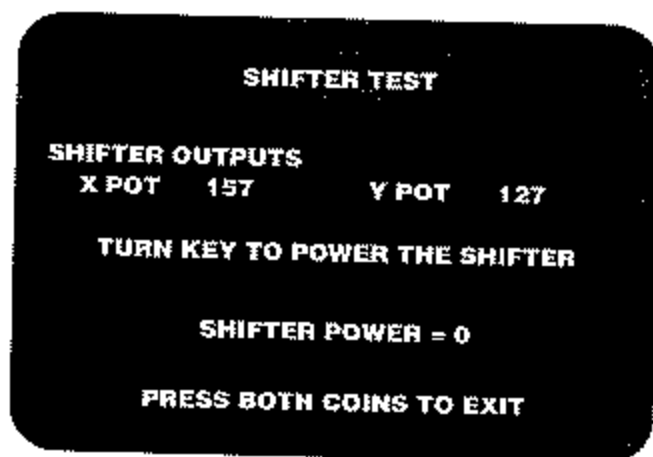 SHIFTER TEST
SHIFTER OUTPUTS
X POT 157 Y POT 127
TURN KEY TO POWER THE SHIFTER
SHIFTER POWER = 0
PRESS BOTH COINS TO EXIT